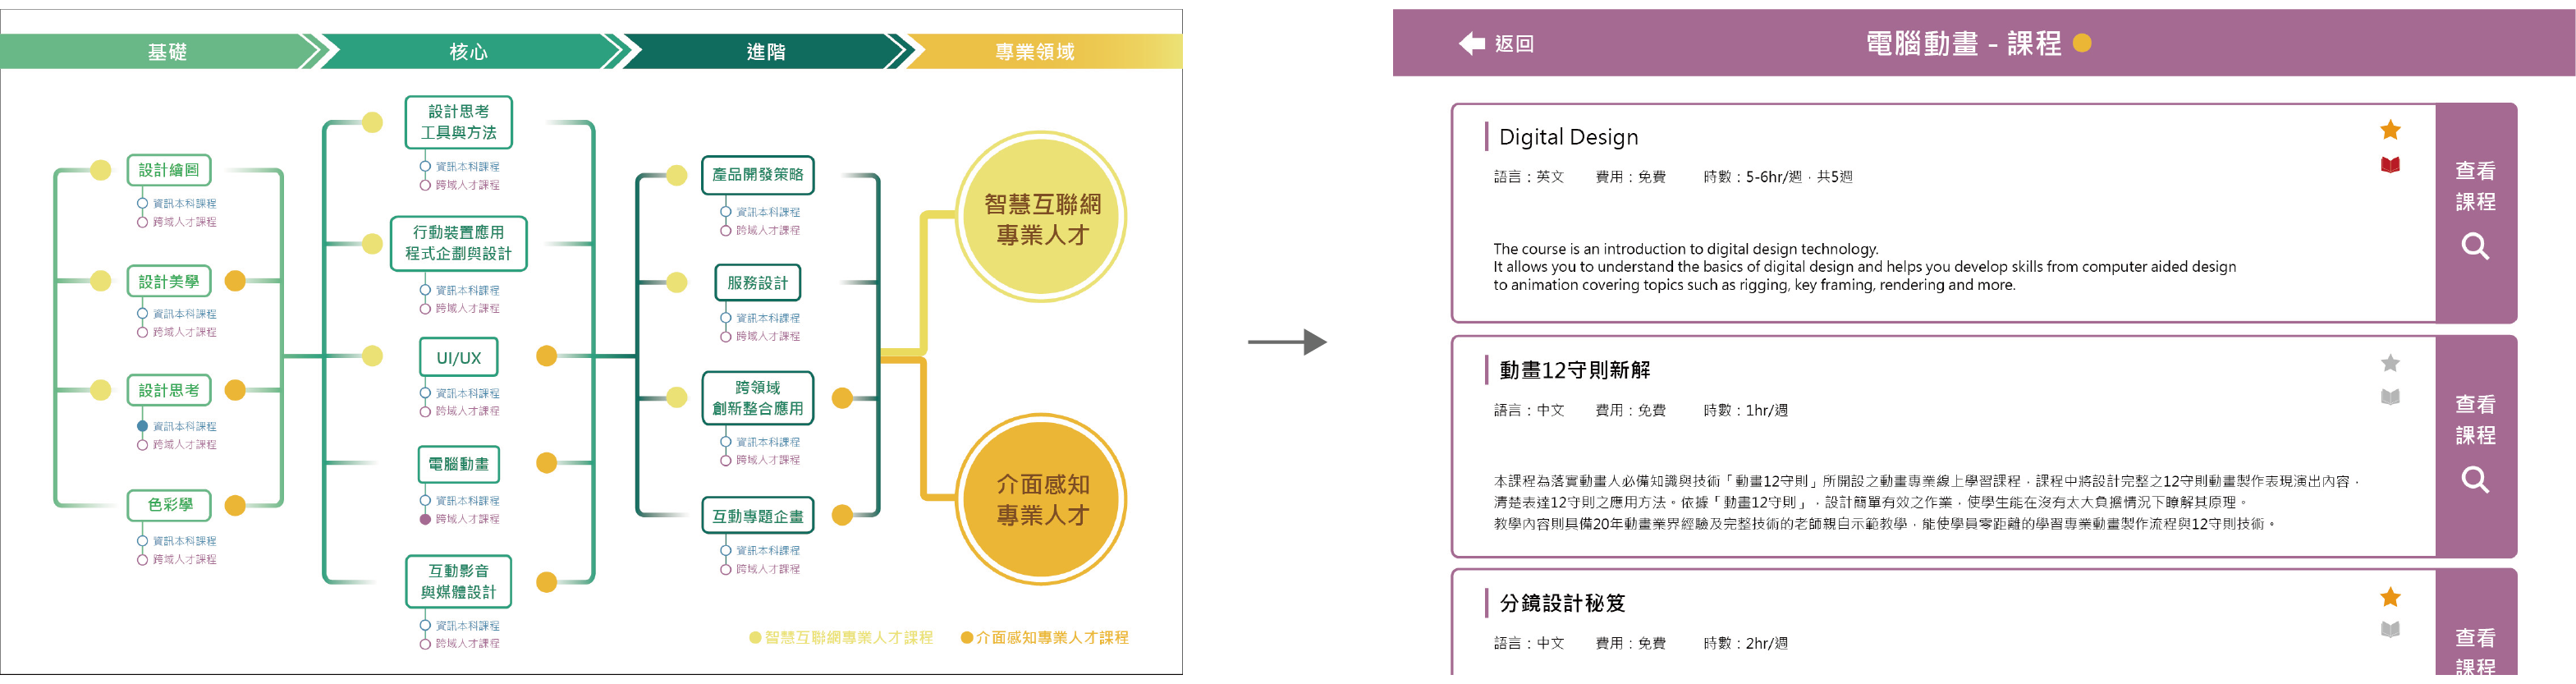 基礎
核心
進階
專業領域
設計繪圖
資訊本科課程
跨域人才課程
設計美學
資訊本科課程
跨域人才課程
設計思考
資訊本科課程
跨域人才課程
色彩學
資訊本科課程
跨域人才課程
設計思考
工具與方法
資訊本科課程
跨域人才課程
行動裝置應用
程式企劃與設計
資訊本科課程
跨域人才課程
UI/UX
資訊本科課程
跨域人才課程
電腦動畫
資訊本科課程
跨域人才課程
互動影音
與媒體設計
資訊本科課程
跨域人才課程
產品開發策略
資訊本科課程
跨域人才課程
服務設計
資訊本科課程
跨域人才課程
跨領域
創新整合應用
資訊本科課程
跨域人才課程
互動專題企畫
資訊本科課程
跨域人才課程
智慧互聯網
專業人才
介面感知
專業人才
智慧互聯網專業人才課程
介面感知專業人才課程
返回
電腦動畫 - 課程
Digital Design
語言：英文 費用：免費 時數：5-6hr/週，共5週
The course is an introduction to digital design technology.
It allows you to understand the basics of digital design and helps you develop skills from computer aided design
to animation covering topics such as rigging, key framing, rendering and more.
查看
課程
動畫12守則新解
語言：中文 費用：免費 時數：1hr/週
本課程為落實動畫人必備知識與技術「動畫12守則」所開設之動畫專業線上學習課程，課程中將設計完整之12守則動畫製作表現演出內容，
清楚表達12守則之應用方法。依據「動畫12守則」，設計簡單有效之作業，使學生能在沒有太大負擔情況下瞭解其原理。
教學內容則具備20年動畫業界經驗及完整技術的老師親自示範教學，能使學員零距離的學習專業動畫製作流程與12守則技術。
查看
課程
分鏡設計秘笈
語言：中文 費用：免費 時數：2hr/週
查看
課程